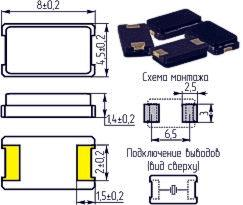 8±0,2
4,5±0,2
Схема монтажа
2,5
1,4±0,2
3
6,5
2±0,2
Подключение выводов
(вид сверху)
1,5±0,2